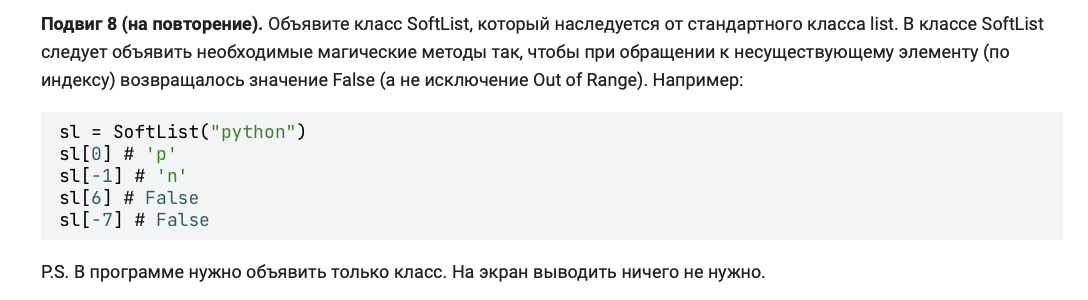 Подвиг 8 (на повторение). Объявите класс SoftList, который наследуется от стандартного класса list. В классе SoftList
следует объявить необходимые магические методы так, чтобы при обращении к несуществующему элементу (по
индексу) возвращалось значение False (а не исключение Out of Range). Например:
sl = SoftList("python")
sl[0] # 'p'
sl[-1] # 'n'
sl[6] # False
sl[-7] # False
P.S. В программе нужно объявить только класс. На экран выводить ничего не нужно.